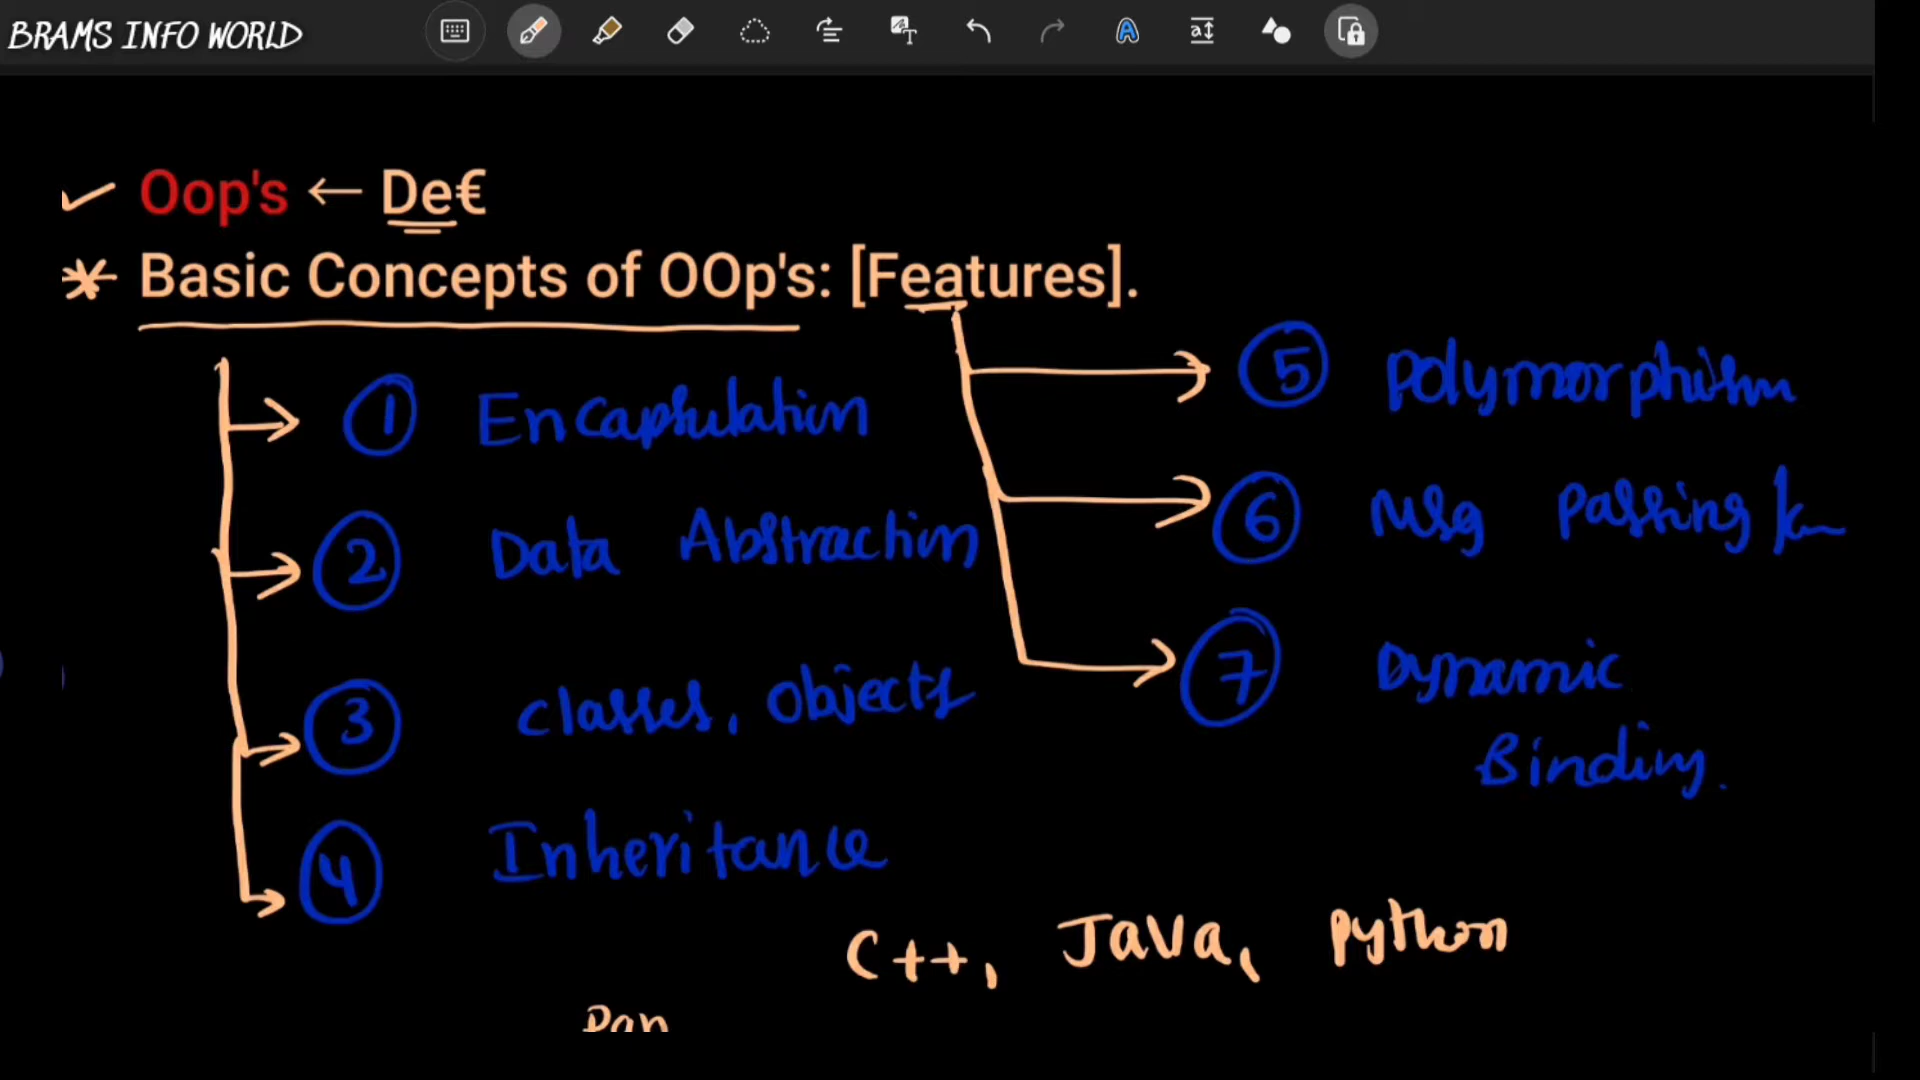 BRAMS INFO WORLD
✓ Oop's ← De€
* Basic Concepts of OOp's: [Features].
1 Encapsulation
2 Data Abstraction
3 classes, objects
4 Inheritance
5 polymorphism
6 Msg passing
7 Dynamic
Binding.
C++, Java, python